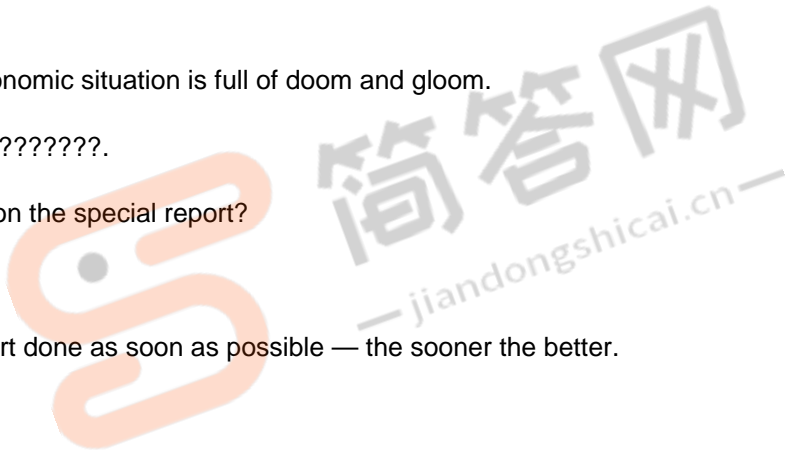 onomic situation is full of doom and gloom.
????????.
on the special report?
rt done as soon as possible — the sooner the better.
简答网
— jiandongshicai.cn —